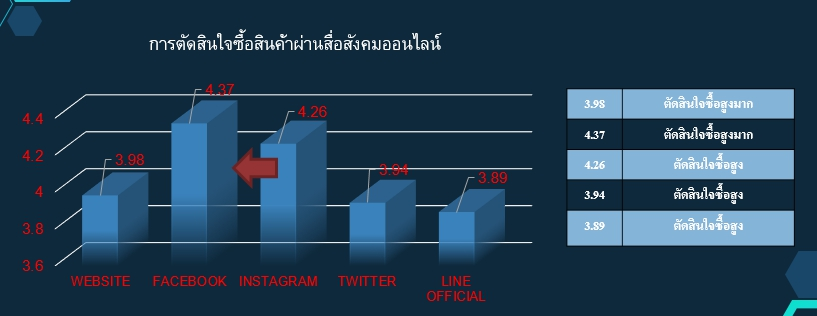 การตัดสินใจซื้อสินค้าผ่านสื่อสังคมออนไลน์
4.4
4.2
4
3.8
3.6
3.98
4.37
4.26
3.94
3.89
WEBSITE
FACEBOOK
INSTAGRAM
TWITTER
LINE
OFFICIAL
3.98 ตัดสินใจซื้อสูงมาก
4.37 ตัดสินใจซื้อสูงมาก
4.26 ตัดสินใจซื้อสูง
3.94 ตัดสินใจซื้อสูง
3.89 ตัดสินใจซื้อสูง